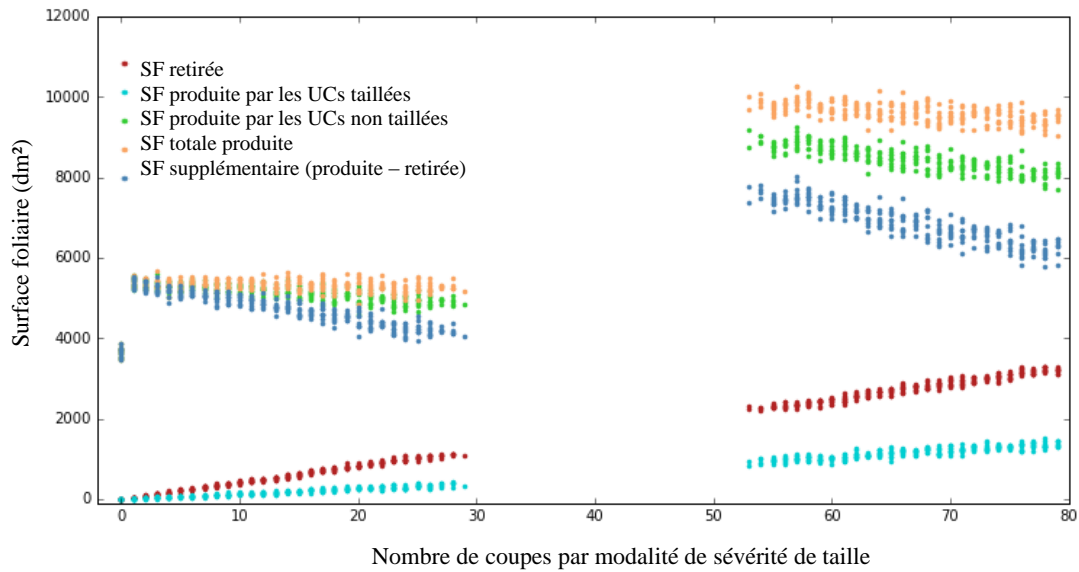 12000
10000
8000
6000
4000
2000
0
SF retirée
SF produite par les UCs taillées
SF produite par les UCs non taillées
SF totale produite
SF supplémentaire (produite – retirée)
Surface foliaire (dm²)
0 10 20 30 40 50 60 70 80
Nombre de coupes par modalité de sévérité de taille